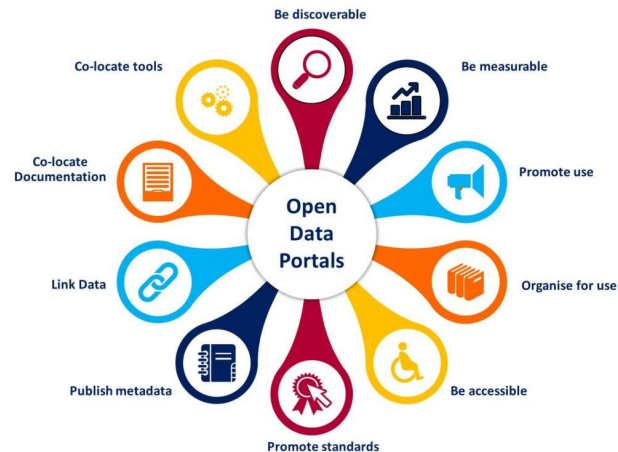 Be discoverable
Be measurable
Promote use
Organise for use
Be accessible
Promote standards
Publish metadata
Link Data
Co-locate
Documentation
Co-locate tools
Open
Data
Portals